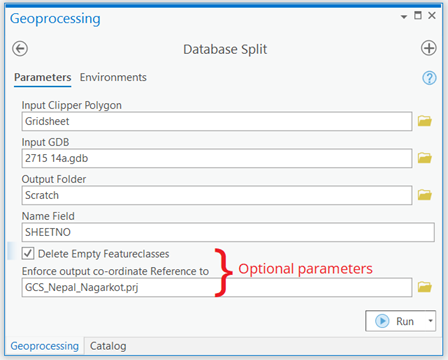 Geoprocessing
Database Split
Parameters Environments
Input Clipper Polygon
Gridsheet
Input GDB
2715 14a.gdb
Output Folder
Scratch
Name Field
SHEETNO
Delete Empty Featureclasses
Optional parameters
Enforce output co-ordinate Reference to
GCS_Nepal_Nagarkot.prj
Run
Geoprocessing Catalog